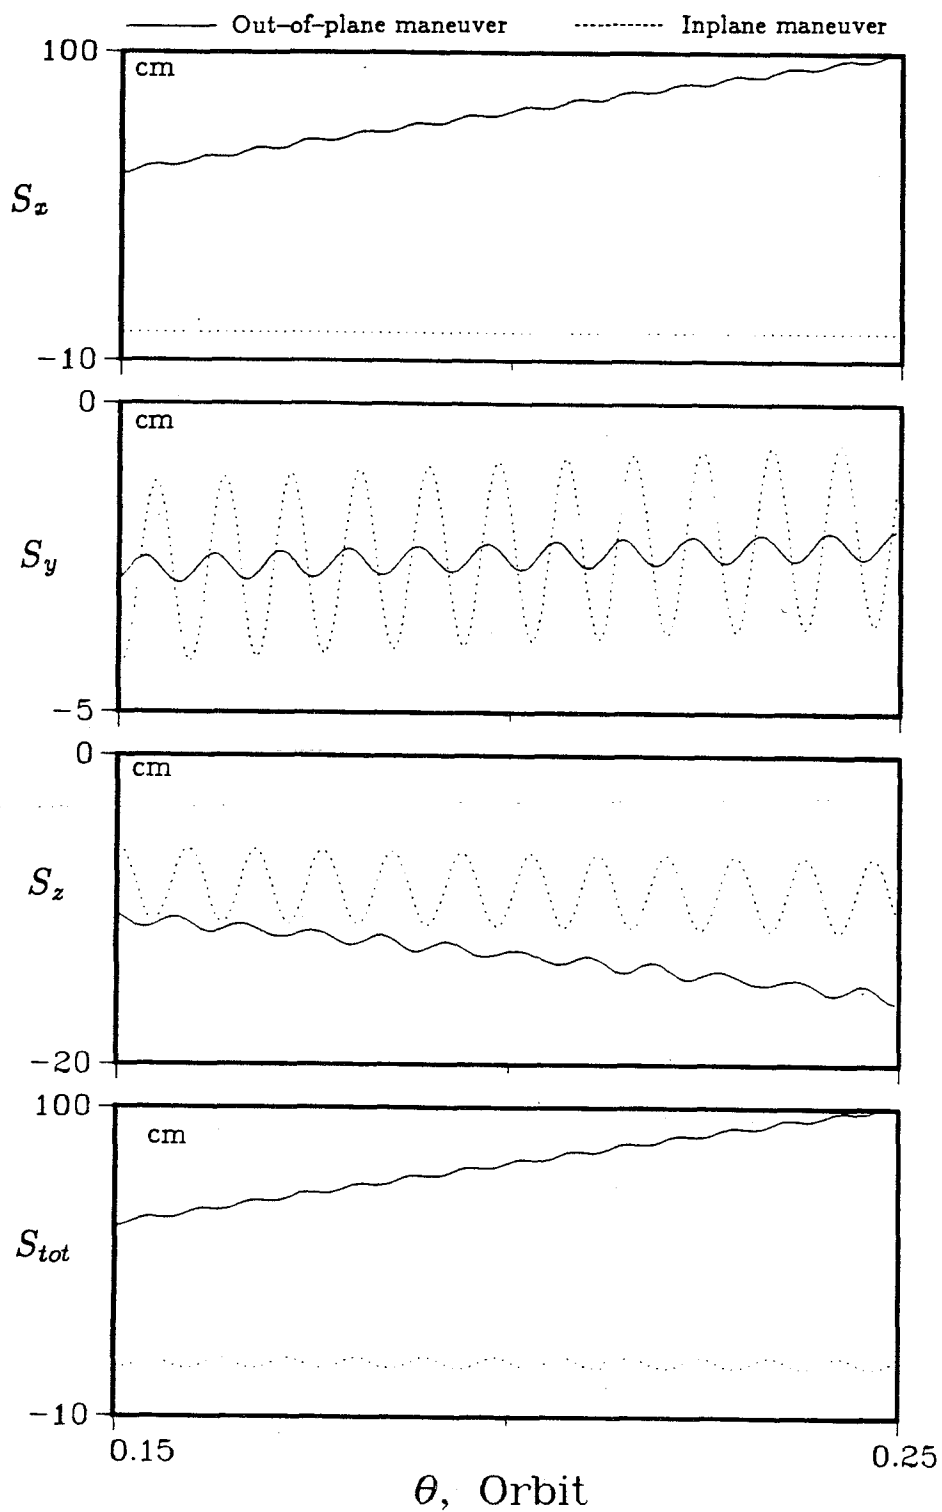 Out–of–plane maneuver Inplane maneuver
100
cm
S_x
−10
0
cm
S_y
−5
0
cm
S_z
−20
100
cm
S_tot
−10
0.15 0.25
θ, Orbit